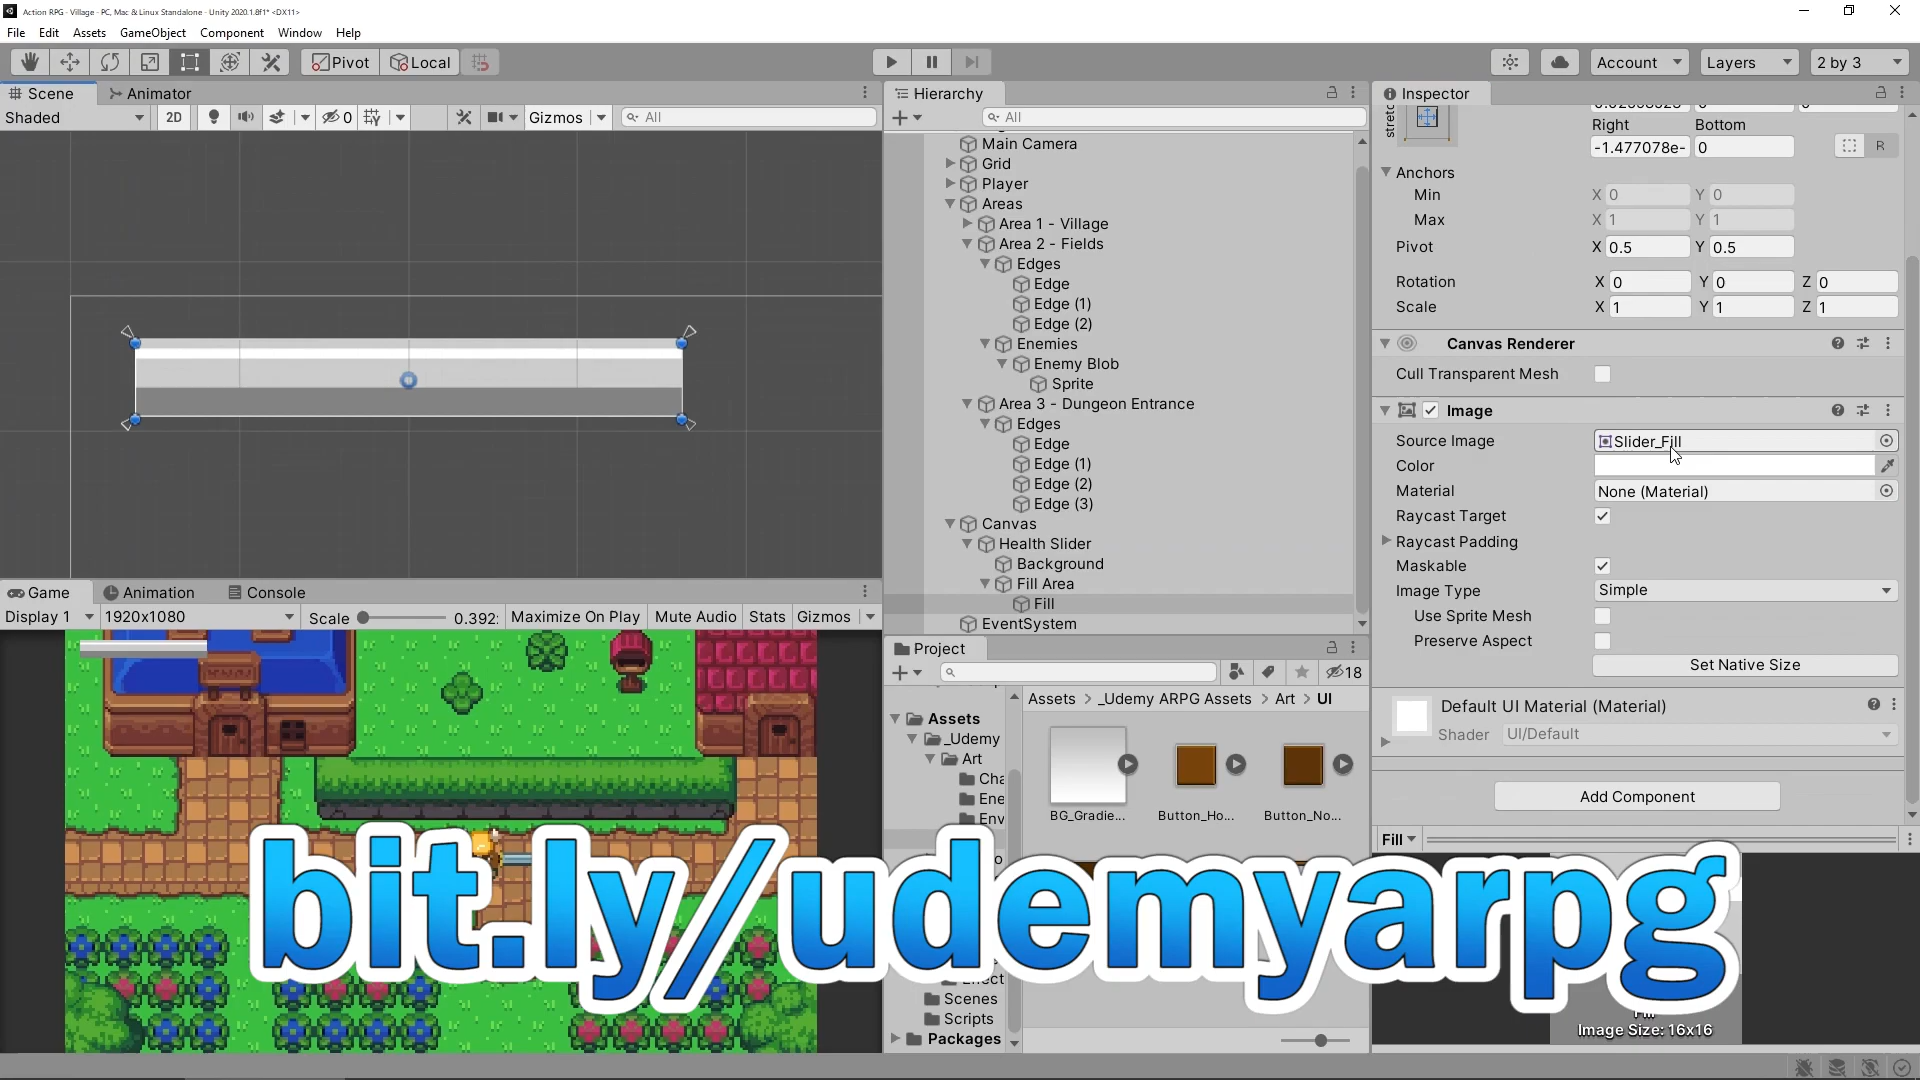 Action RPG - Village - PC, Mac & Linux Standalone - Unity 2020.1.8f1* <DX11>
File Edit Assets GameObject Component Window Help
Pivot Local Account Layers 2 by 3
Scene Animator
Shaded 2D 0 Gizmos All
Hierarchy
All
Main Camera
Grid
Player
Areas
Area 1 - Village
Area 2 - Fields
Edges
Edge
Edge (1)
Edge (2)
Enemies
Enemy Blob
Sprite
Area 3 - Dungeon Entrance
Edges
Edge
Edge (1)
Edge (2)
Edge (3)
Canvas
Health Slider
Background
Fill Area
Fill
EventSystem
Inspector
Right Bottom
-1.477078e- 0 R
Anchors
Min X 0 Y 0
Max X 1 Y 1
Pivot X 0.5 Y 0.5
Rotation X 0 Y 0 Z 0
Scale X 1 Y 1 Z 1
Canvas Renderer
Cull Transparent Mesh
Image
Source Image Slider_Fill
Color
Material None (Material)
Raycast Target
Raycast Padding
Maskable
Image Type Simple
Use Sprite Mesh
Preserve Aspect
Set Native Size
Default UI Material (Material)
Shader UI/Default
Add Component
Fill
Image Size: 16x16
Game Animation Console
Display 1 1920x1080 Scale 0.392: Maximize On Play Mute Audio Stats Gizmos
Project
18
Assets > _Udemy ARPG Assets > Art > UI
Assets
_Udemy
Art
Cha
Ene
Env
Scenes
Scripts
Packages
BG_Gradie... Button_Ho... Button_No...
bit.ly/udemyarpg